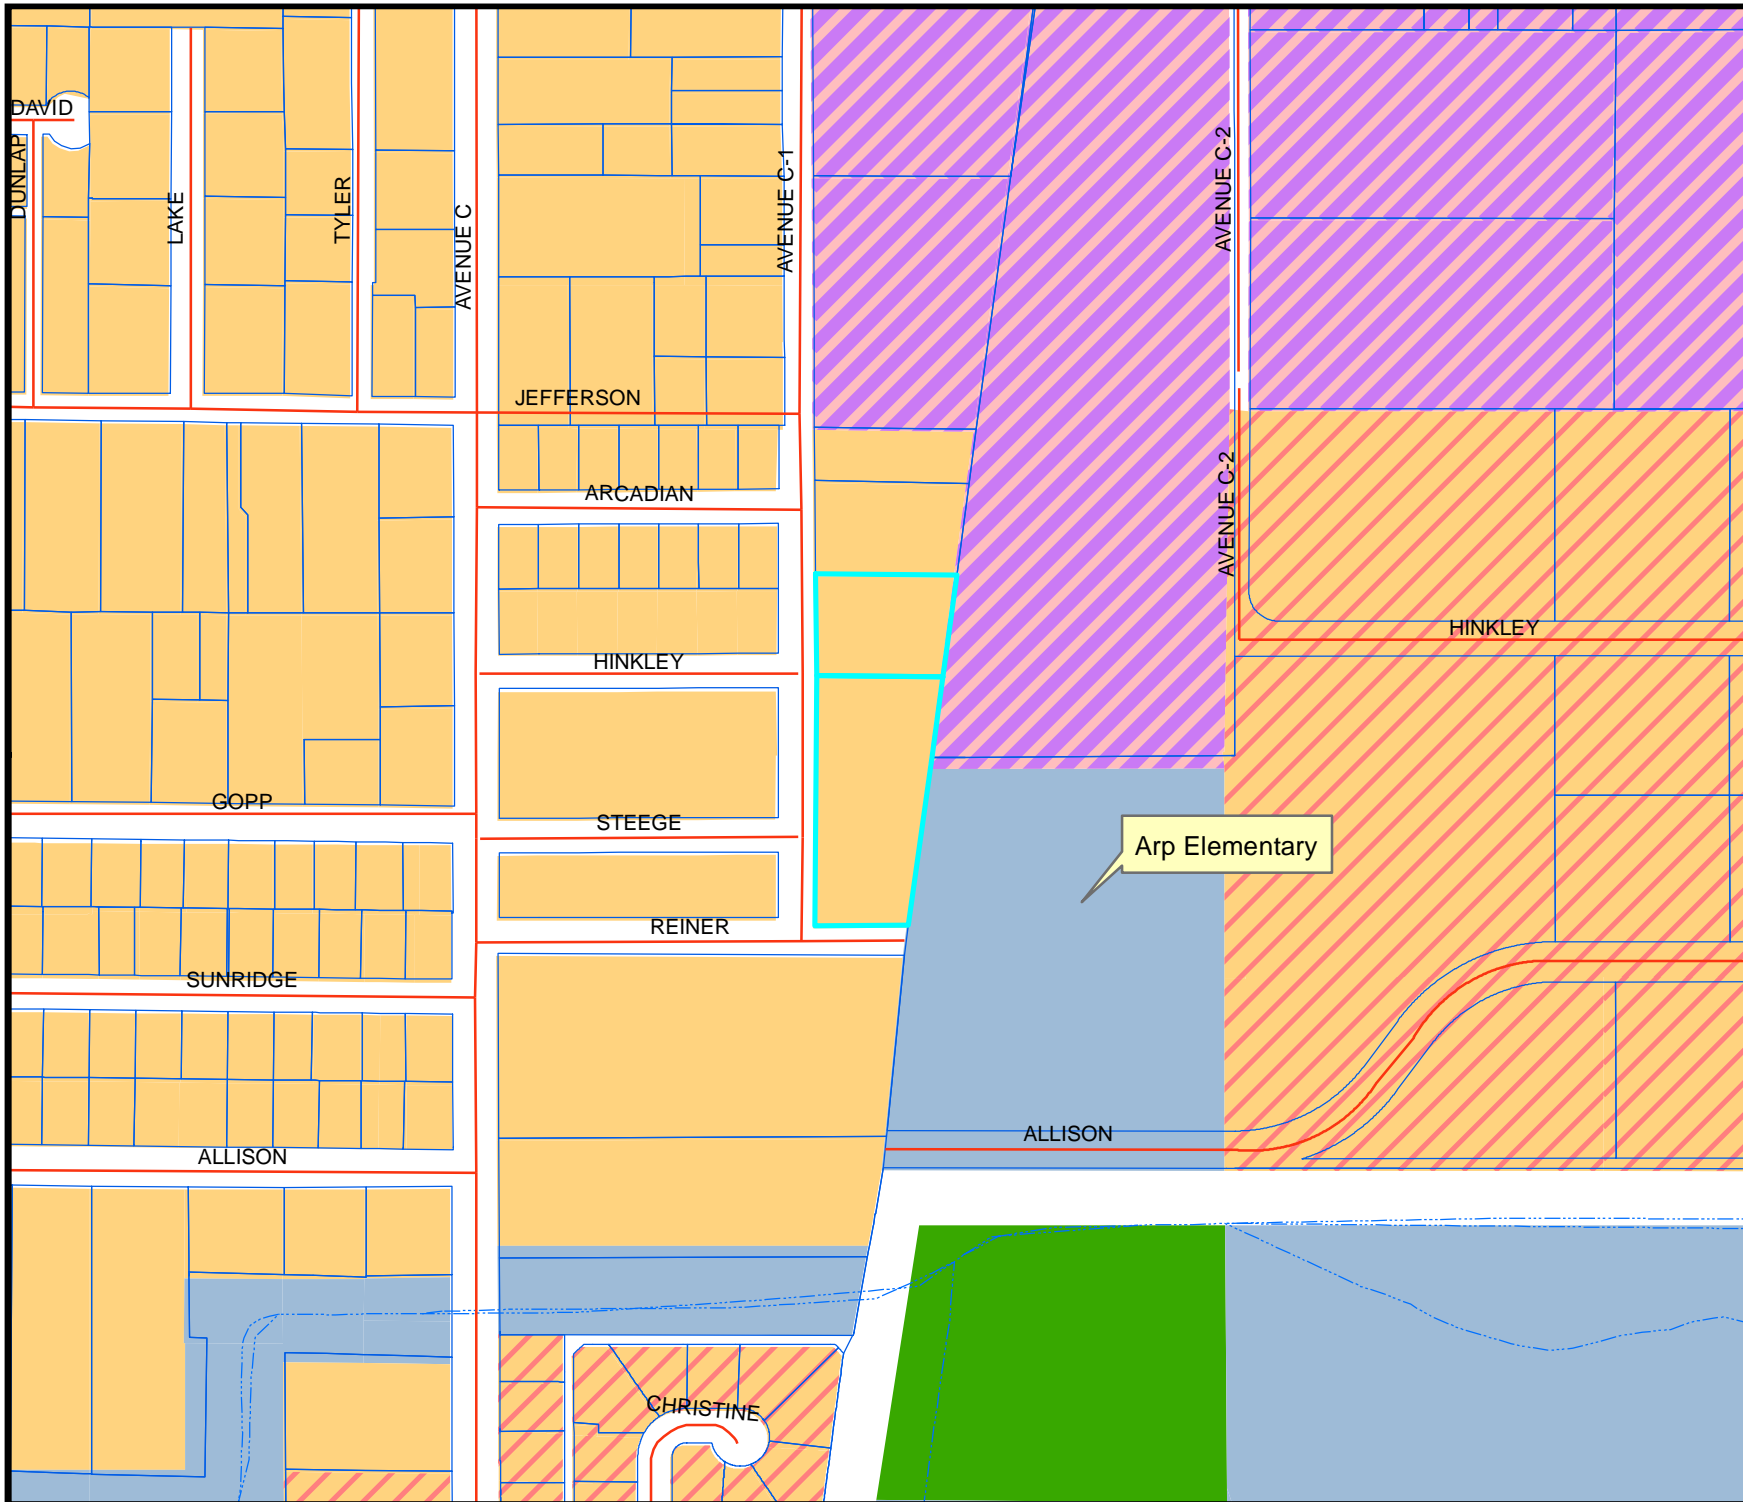 DAVID
DUNLAP
LAKE
TYLER
AVENUE C
AVENUE C-1
AVENUE C-2
JEFFERSON
ARCADIAN
AVENUE C-2
HINKLEY
HINKLEY
GOPP
STEEGE
Arp Elementary
REINER
SUNRIDGE
ALLISON
ALLISON
CHRISTINE